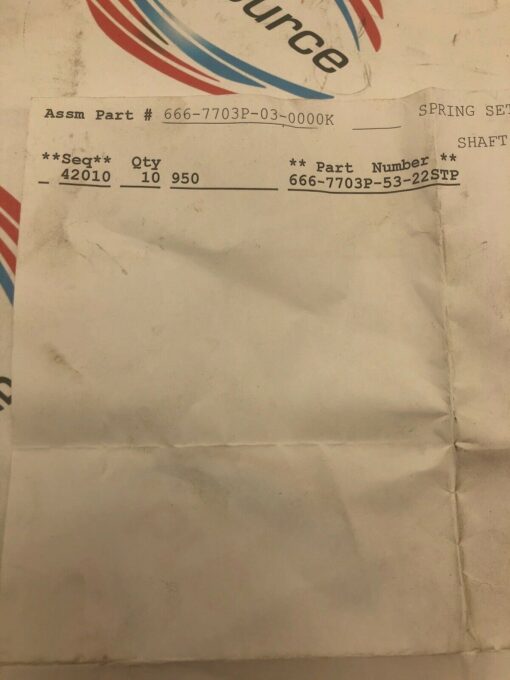 ource
Assm Part # 666-7703P-03-0000K SPRING SET
SHAFT
**Seq** Qty ** Part Number **
42010 10 950 666-7703P-53-22STP